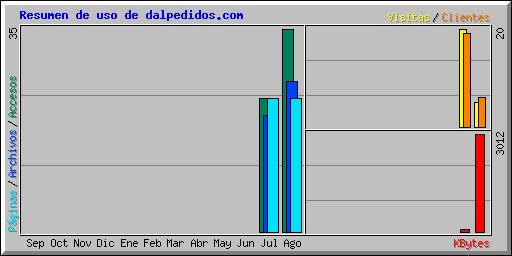 Resumen de uso de dalpedidos.com
Visitas / Clientes
35
20
Páginas / Archivos / Accesos
3012
Sep Oct Nov Dic Ene Feb Mar Abr May Jun Jul Ago
KBytes